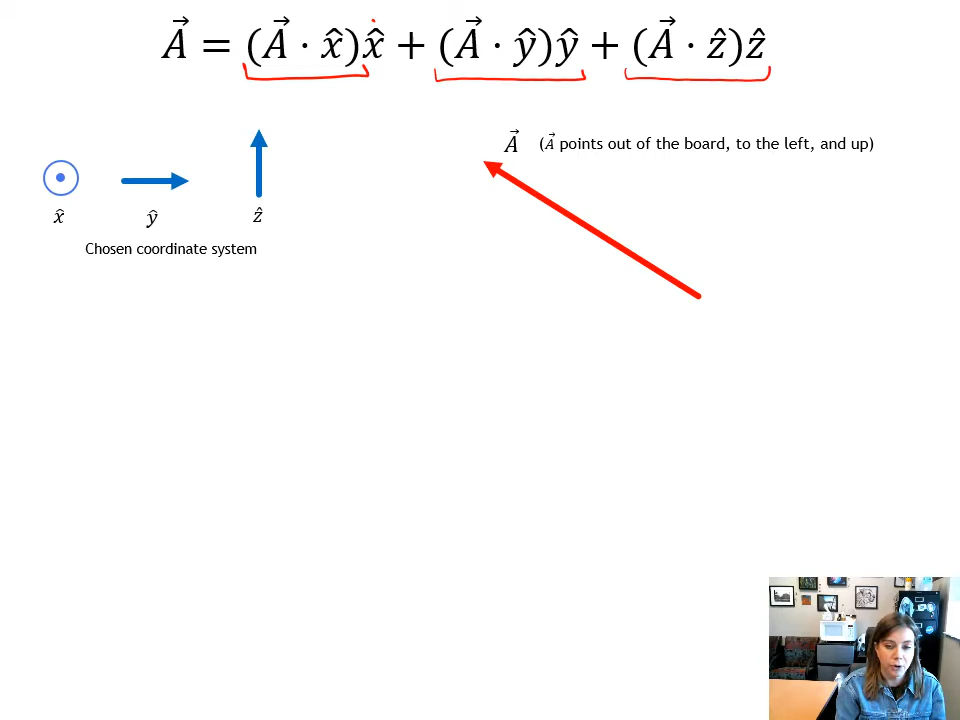 A⃗ = (A⃗ · x̂)x̂ + (A⃗ · ŷ)ŷ + (A⃗ · ẑ)ẑ
A⃗ (A⃗ points out of the board, to the left, and up)
x̂ ŷ ẑ
Chosen coordinate system